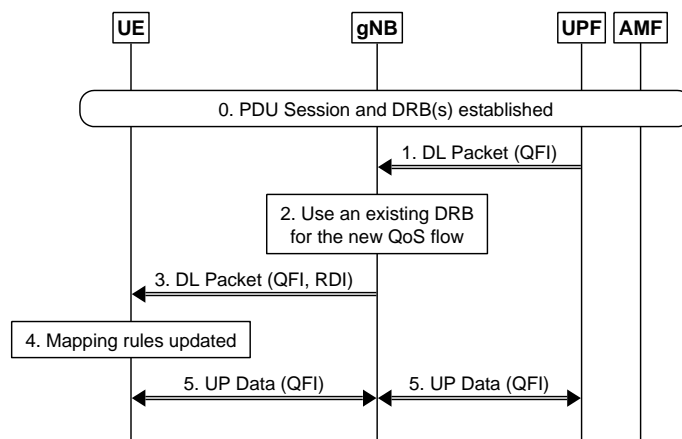 UE
gNB
UPF
AMF
0. PDU Session and DRB(s) established
1. DL Packet (QFI)
2. Use an existing DRB
for the new QoS flow
3. DL Packet (QFI, RDI)
4. Mapping rules updated
5. UP Data (QFI)
5. UP Data (QFI)